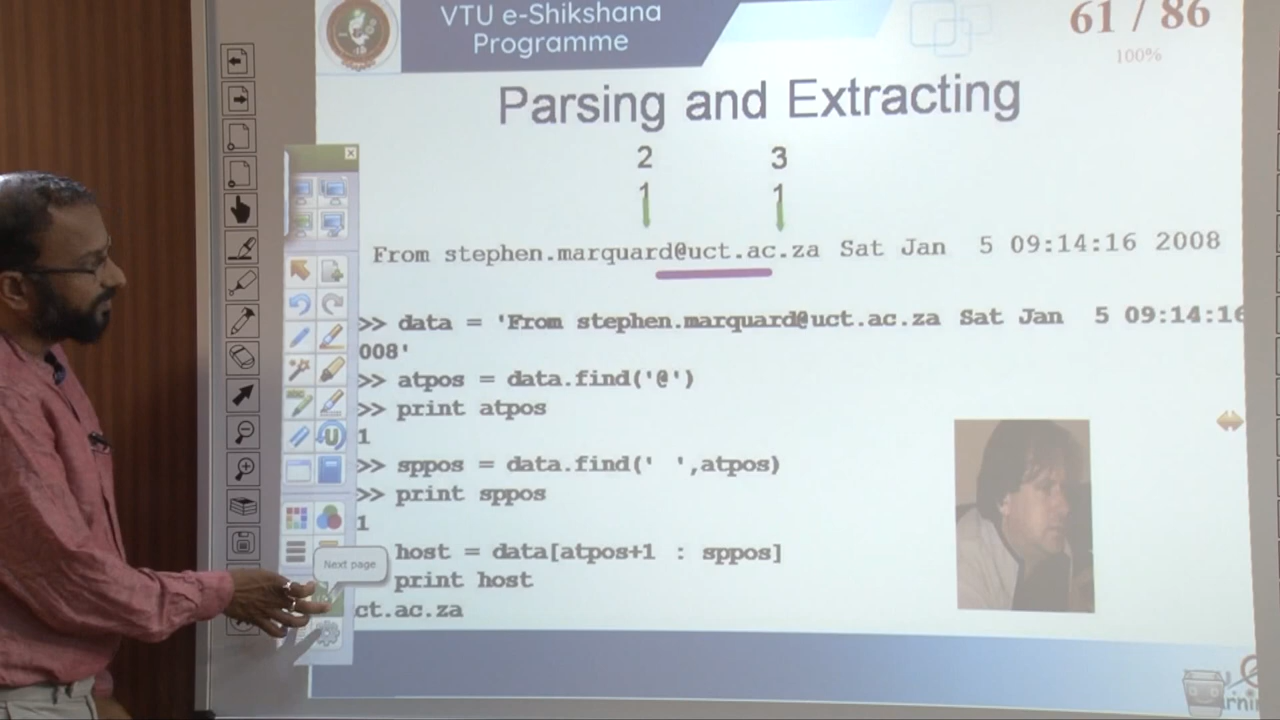 VTU e-Shikshana
Programme
61 / 86
100%
Parsing and Extracting
2 3
1 1
From stephen.marquard@uct.ac.za Sat Jan 5 09:14:16 2008
>> data = 'From stephen.marquard@uct.ac.za Sat Jan 5 09:14:16
008'
>> atpos = data.find('@')
>> print atpos
1
>> sppos = data.find(' ',atpos)
>> print sppos
1
host = data[atpos+1 : sppos]
Next page
print host
ct.ac.za